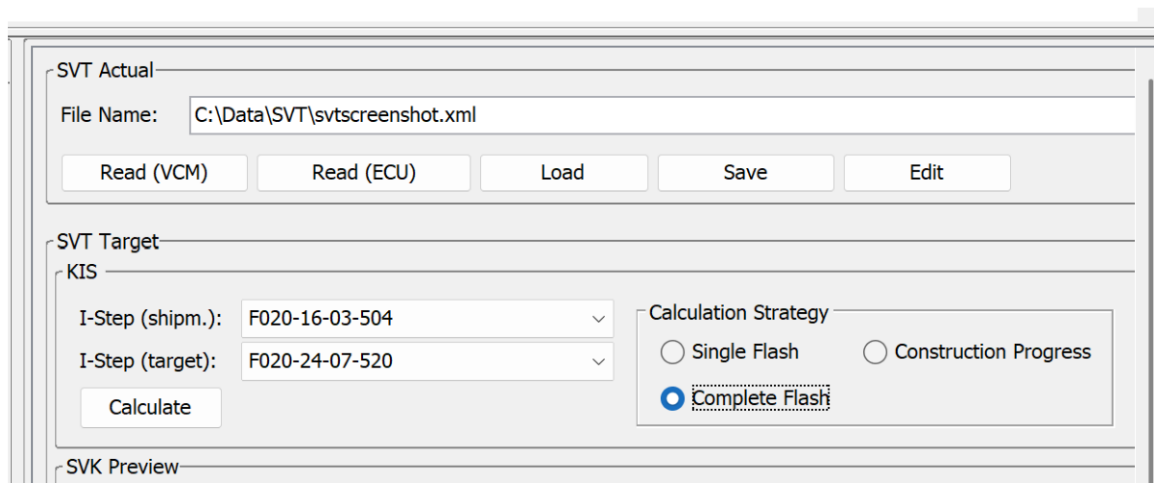 SVT Actual
File Name: C:\Data\SVT\svtscreenshot.xml
Read (VCM) Read (ECU) Load Save Edit
SVT Target
KIS
I-Step (shipm.): F020-16-03-504
I-Step (target): F020-24-07-520
Calculate
Calculation Strategy
Single Flash Construction Progress
Complete Flash
SVK Preview